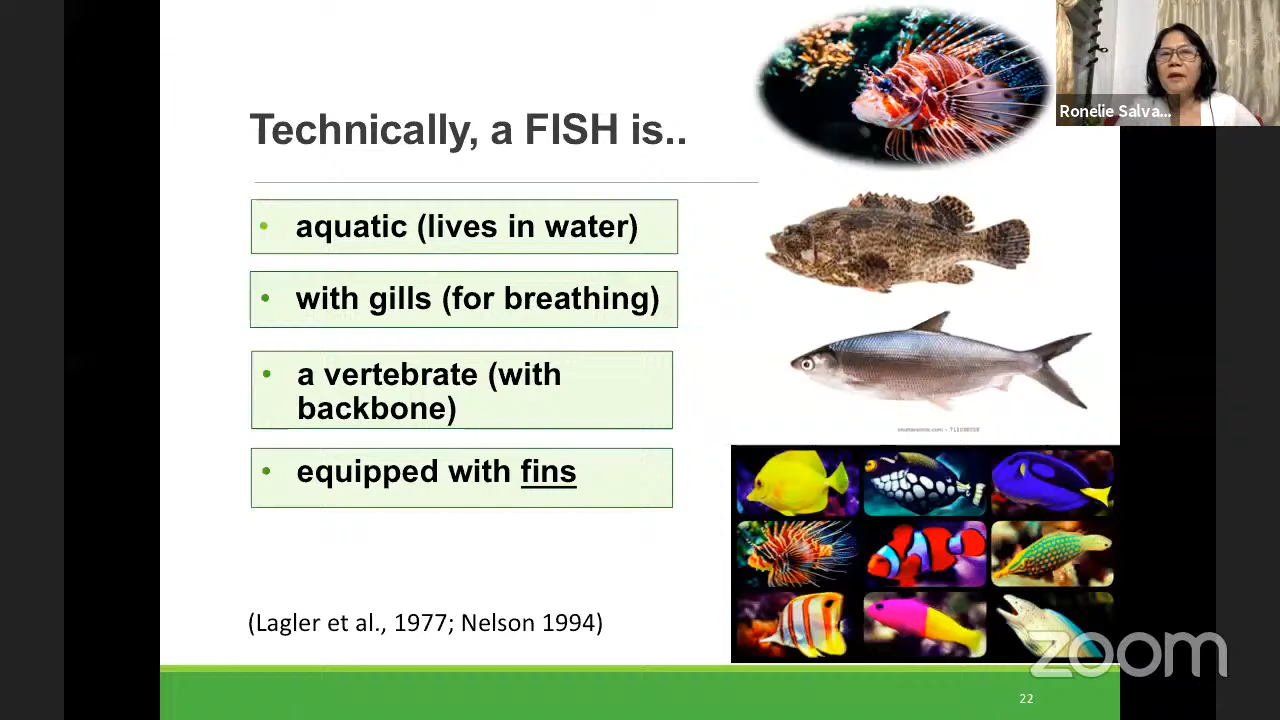 Ronelie Salva...
Technically, a FISH is..
• aquatic (lives in water)
• with gills (for breathing)
• a vertebrate (with
backbone)
• equipped with fins
(Lagler et al., 1977; Nelson 1994)
zoom
22